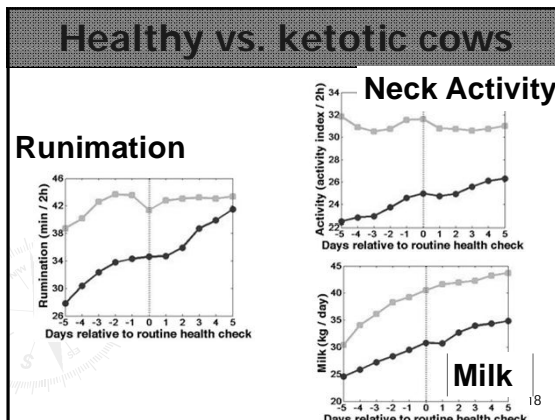 Healthy vs. ketotic cows
Neck Activity
Runimation
Rumination (min / 2h)
46
42
38
34
30
26
-5 -4 -3 -2 -1 0 1 2 3 4 5
Days relative to routine health check
Activity (activity index / 2h)
34
32
30
28
26
24
22
-5 -4 -3 -2 -1 0 1 2 3 4 5
Days relative to routine health check
Milk (kg / day)
45
40
35
30
25
20
-5 -4 -3 -2 -1 0 1 2 3 4 5
Days relative to routine health check
Milk
18
S